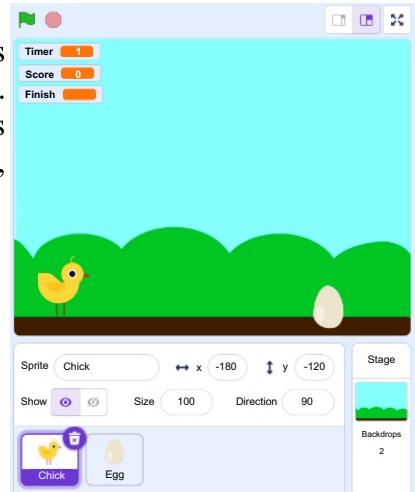 s
Timer 1
.
Score 0
s
Finish
,
Sprite Chick x -180 y -120
Show Size 100 Direction 90
Stage
Backdrops
2
Chick
Egg